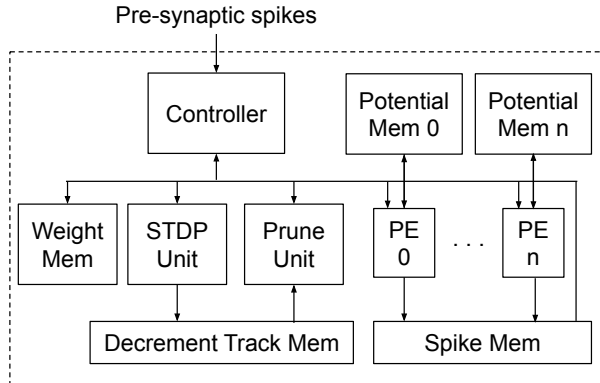 Pre-synaptic spikes
Controller
Potential
Mem 0
Potential
Mem n
Weight
Mem
STDP
Unit
Prune
Unit
PE
0
. . .
PE
n
Decrement Track Mem
Spike Mem